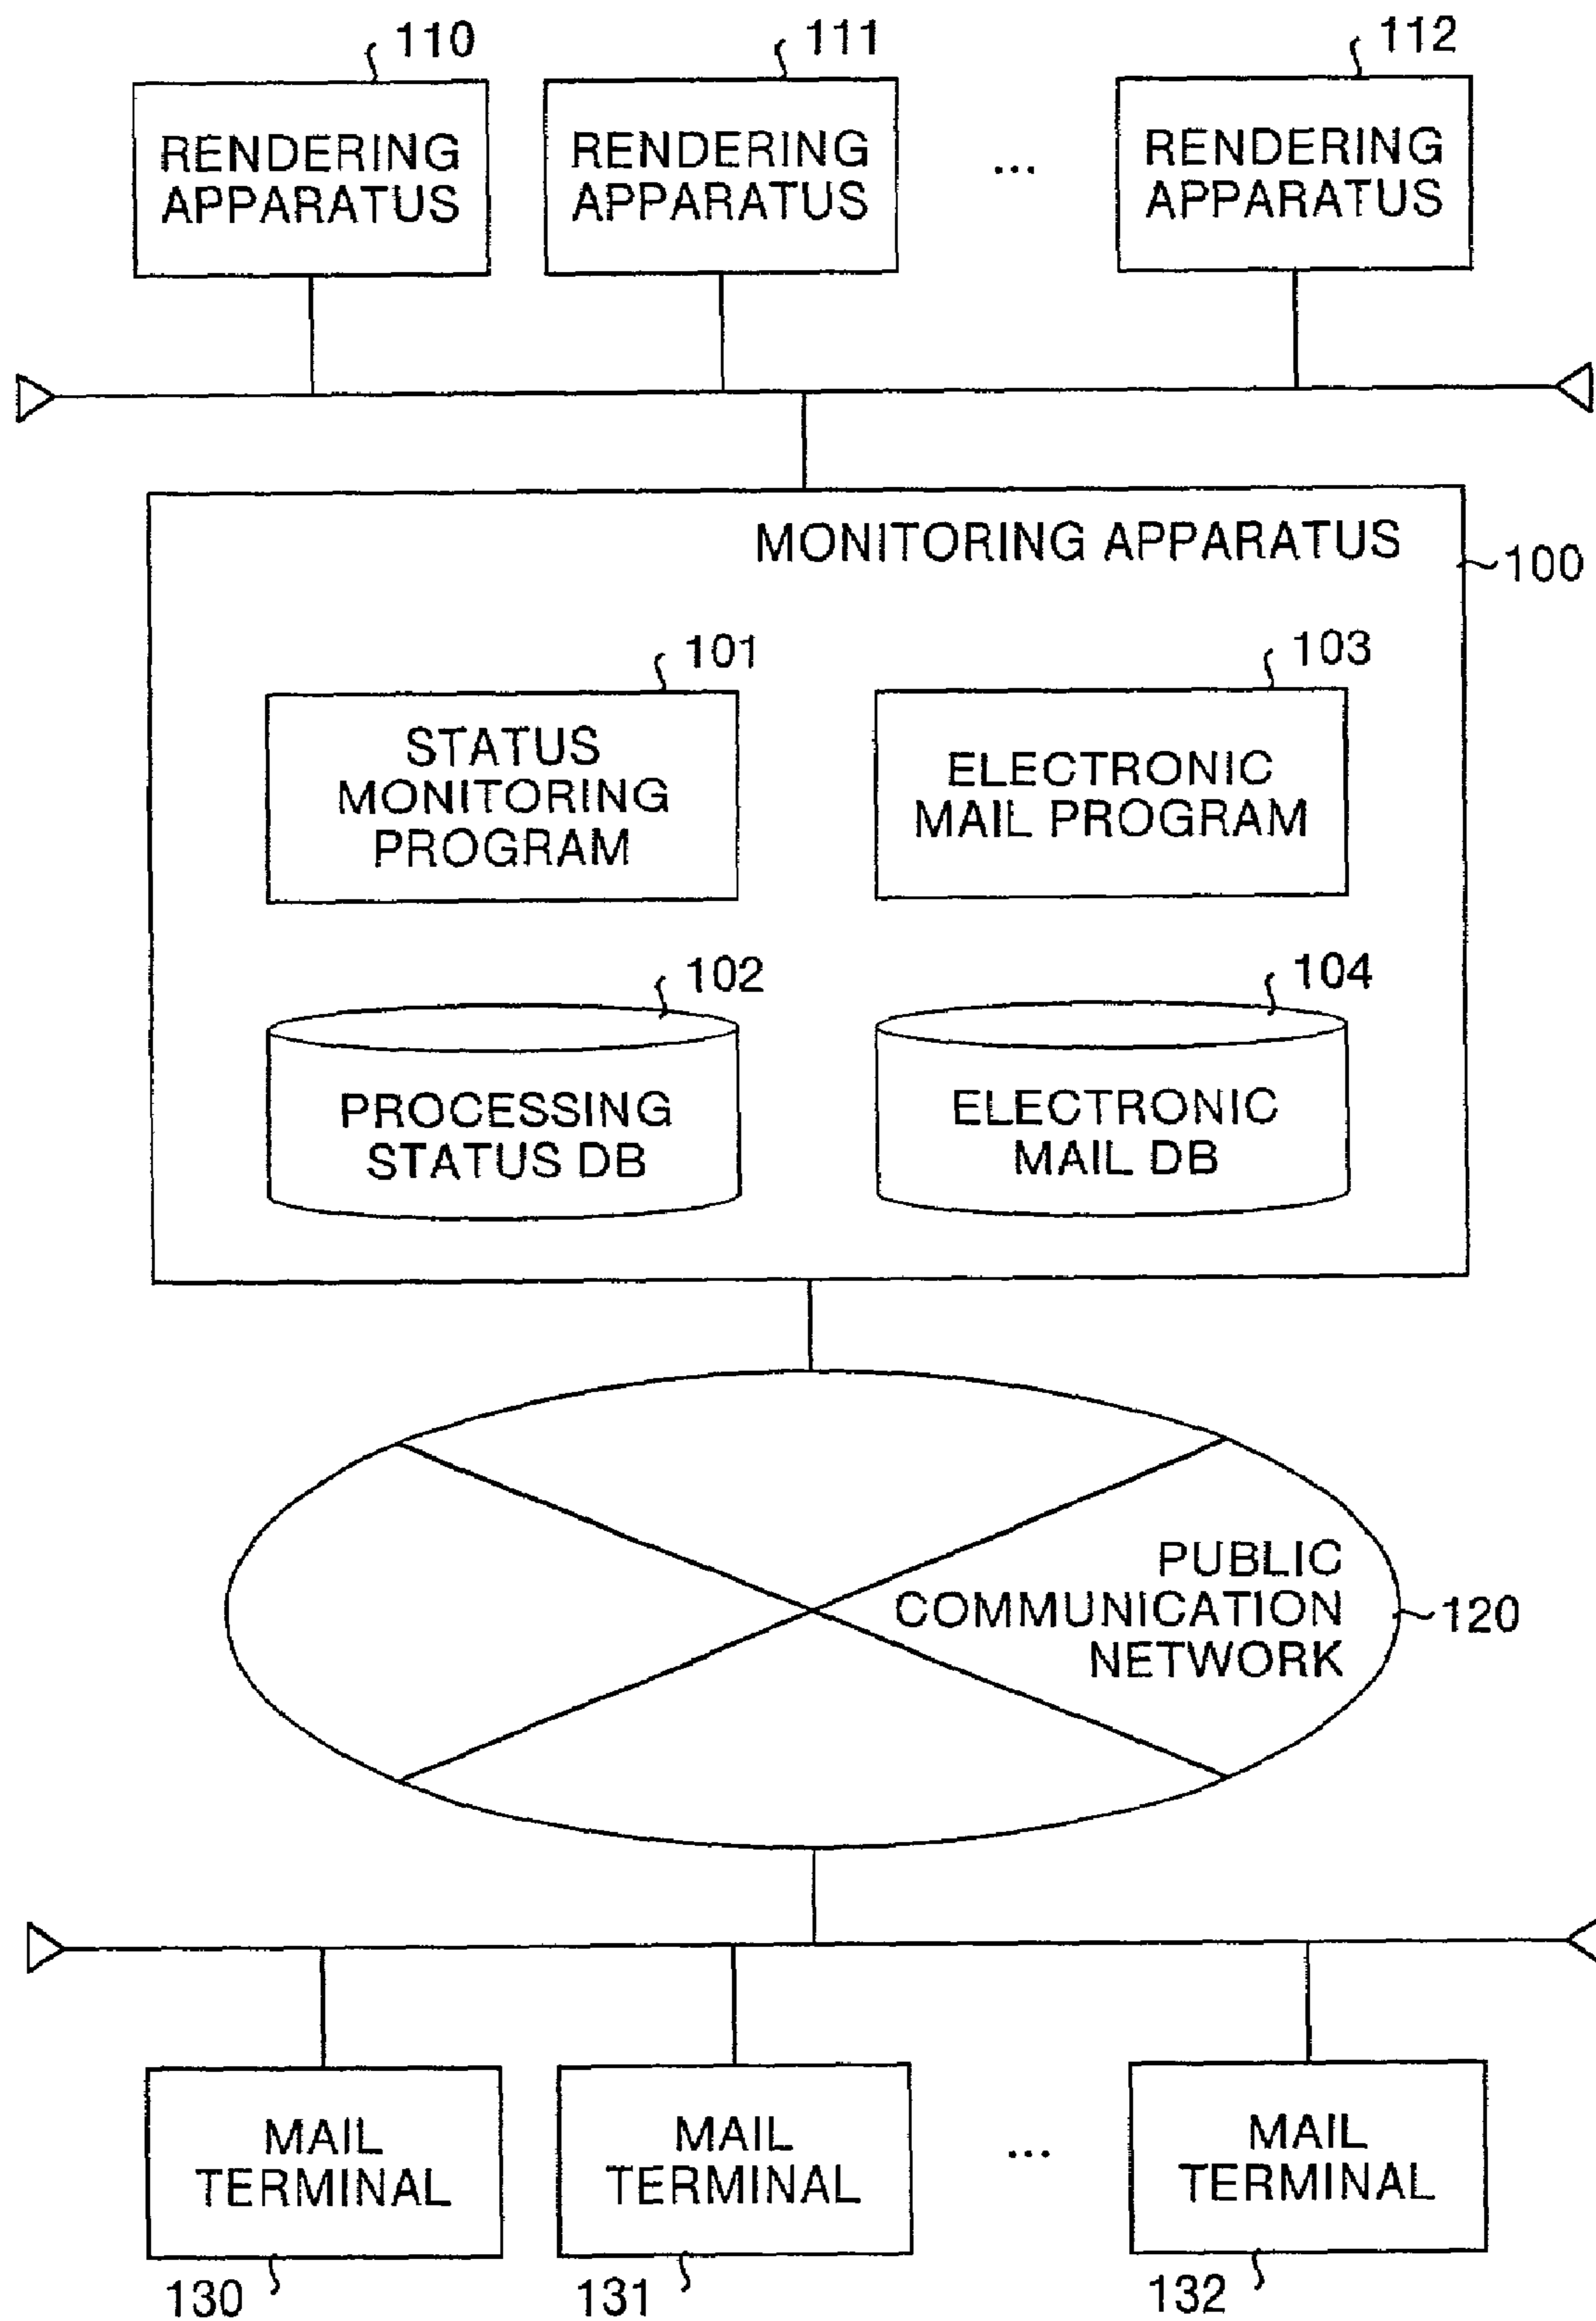 110
111
112
RENDERING
APPARATUS
RENDERING
APPARATUS
...
RENDERING
APPARATUS
MONITORING APPARATUS
100
101
103
STATUS
MONITORING
PROGRAM
ELECTRONIC
MAIL PROGRAM
102
104
PROCESSING
STATUS DB
ELECTRONIC
MAIL DB
PUBLIC
COMMUNICATION
NETWORK
120
MAIL
TERMINAL
MAIL
TERMINAL
...
MAIL
TERMINAL
130
131
132